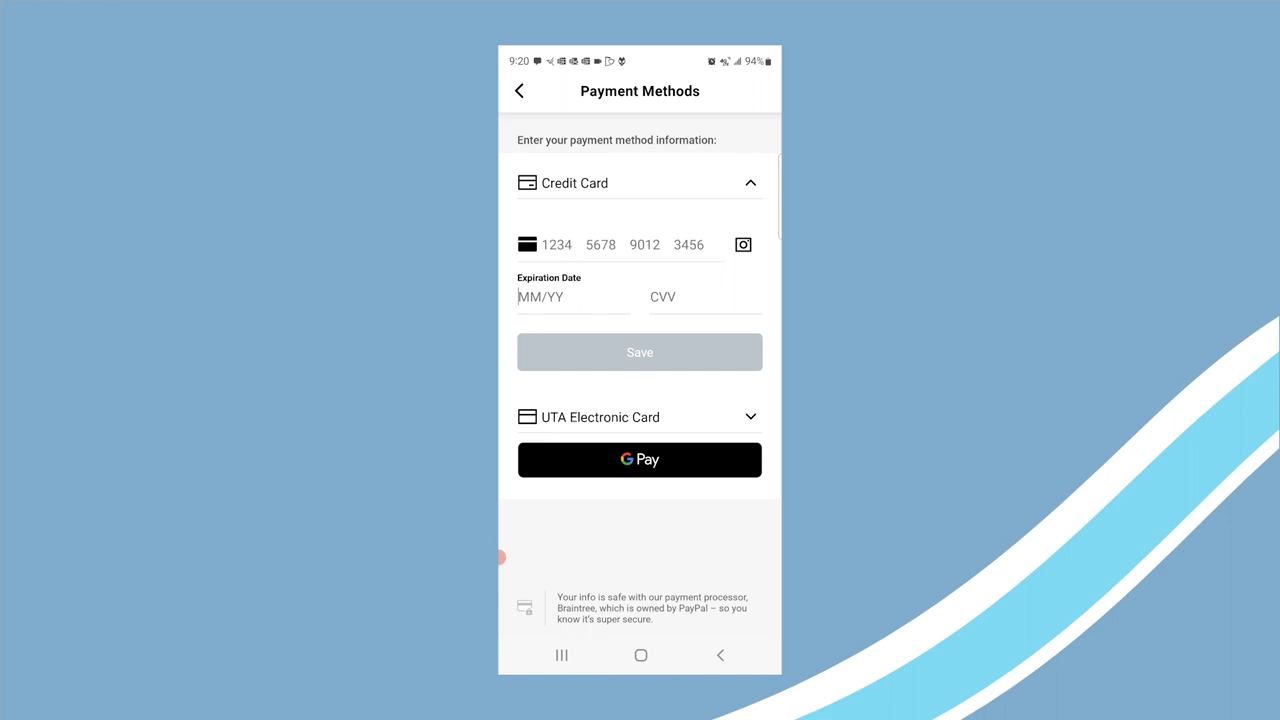 9:20 94%
Payment Methods
Enter your payment method information:
Credit Card
1234 5678 9012 3456
Expiration Date
MM/YY CVV
Save
UTA Electronic Card
G Pay
Your info is safe with our payment processor,
Braintree, which is owned by PayPal – so you
know it's super secure.